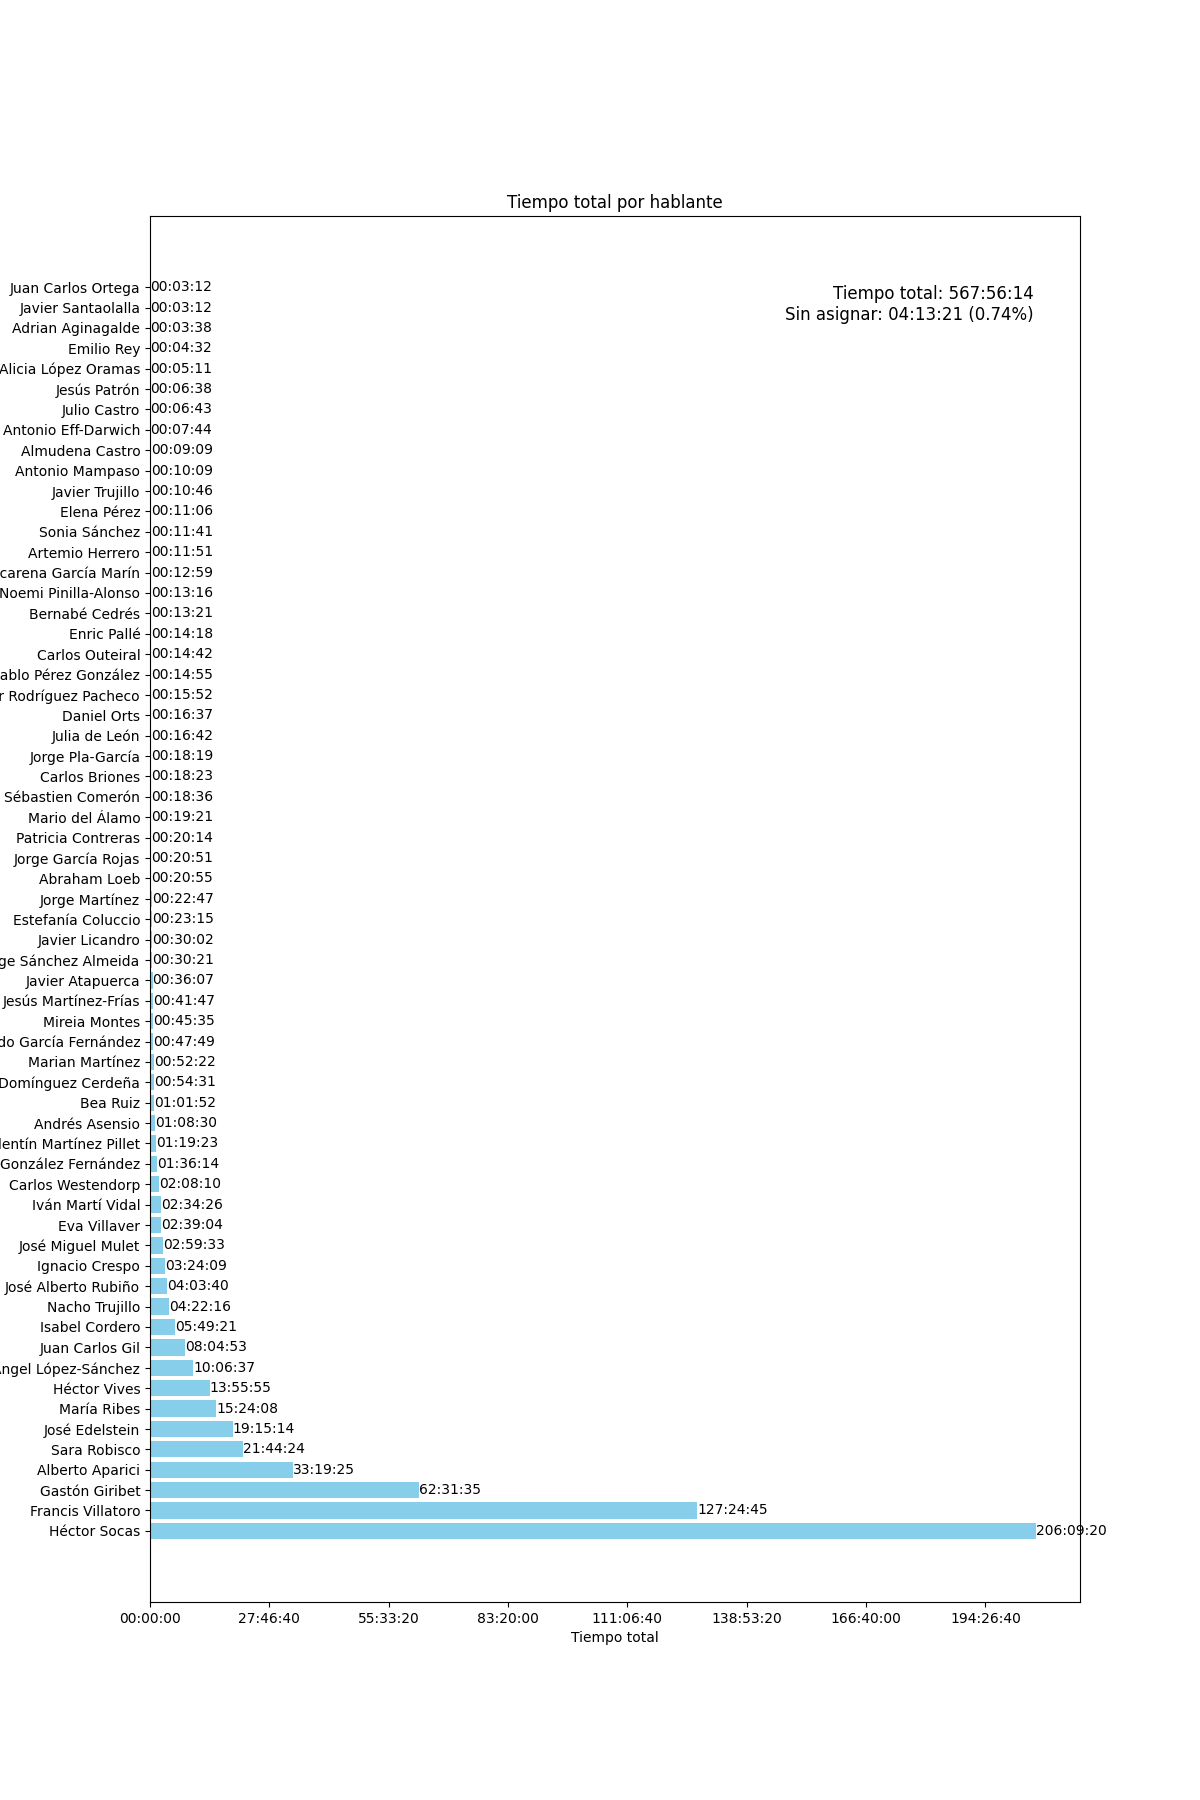 Tiempo total por hablante
Tiempo total: 567:56:14
Sin asignar: 04:13:21 (0.74%)
Juan Carlos Ortega 00:03:12
Javier Santaolalla 00:03:12
Adrian Aginagalde 00:03:38
Emilio Rey 00:04:32
Alicia López Oramas 00:05:11
Jesús Patrón 00:06:38
Julio Castro 00:06:43
Antonio Eff-Darwich 00:07:44
Almudena Castro 00:09:09
Antonio Mampaso 00:10:09
Javier Trujillo 00:10:46
Elena Pérez 00:11:06
Sonia Sánchez 00:11:41
Artemio Herrero 00:11:51
carena García Marín 00:12:59
Noemi Pinilla-Alonso 00:13:16
Bernabé Cedrés 00:13:21
Enric Pallé 00:14:18
Carlos Outeiral 00:14:42
ablo Pérez González 00:14:55
r Rodríguez Pacheco 00:15:52
Daniel Orts 00:16:37
Julia de León 00:16:42
Jorge Pla-García 00:18:19
Carlos Briones 00:18:23
Sébastien Comerón 00:18:36
Mario del Álamo 00:19:21
Patricia Contreras 00:20:14
Jorge García Rojas 00:20:51
Abraham Loeb 00:20:55
Jorge Martínez 00:22:47
Estefanía Coluccio 00:23:15
Javier Licandro 00:30:02
ge Sánchez Almeida 00:30:21
Javier Atapuerca 00:36:07
Jesús Martínez-Frías 00:41:47
Mireia Montes 00:45:35
do García Fernández 00:47:49
Marian Martínez 00:52:22
Domínguez Cerdeña 00:54:31
Bea Ruiz 01:01:52
Andrés Asensio 01:08:30
lentín Martínez Pillet 01:19:23
González Fernández 01:36:14
Carlos Westendorp 02:08:10
Iván Martí Vidal 02:34:26
Eva Villaver 02:39:04
José Miguel Mulet 02:59:33
Ignacio Crespo 03:24:09
José Alberto Rubiño 04:03:40
Nacho Trujillo 04:22:16
Isabel Cordero 05:49:21
Juan Carlos Gil 08:04:53
Ángel López-Sánchez 10:06:37
Héctor Vives 13:55:55
María Ribes 15:24:08
José Edelstein 19:15:14
Sara Robisco 21:44:24
Alberto Aparici 33:19:25
Gastón Giribet 62:31:35
Francis Villatoro 127:24:45
Héctor Socas 206:09:20
00:00:00 27:46:40 55:33:20 83:20:00 111:06:40 138:53:20 166:40:00 194:26:40
Tiempo total